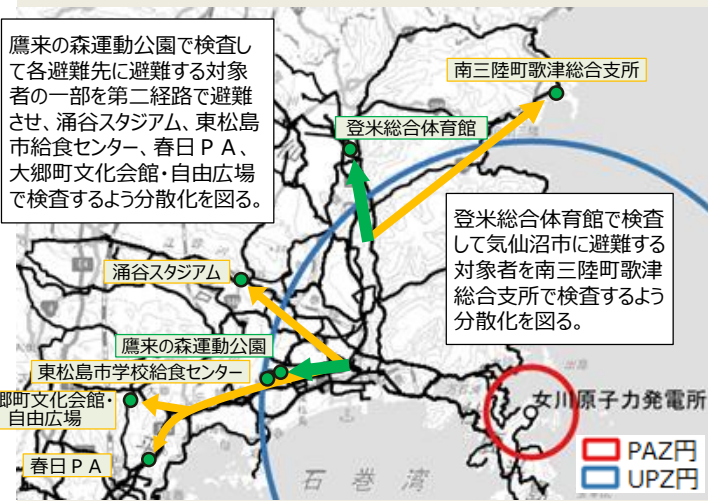 鷹来の森運動公園で検査し
て各避難先に避難する対象
者の一部を第二経路で避難
させ、涌谷スタジアム、東松島
市給食センター、春日ＰＡ、
大郷町文化会館・自由広場
で検査するよう分散化を図る。
南三陸町歌津総合支所
登米総合体育館
登米総合体育館で検査
して気仙沼市に避難する
対象者を南三陸町歌津
総合支所で検査するよう
分散化を図る。
涌谷スタジアム
鷹来の森運動公園
東松島市学校給食センター
郷町文化会館・
自由広場
春日ＰＡ
女川原子力発電所
石巻湾
PAZ円
UPZ円